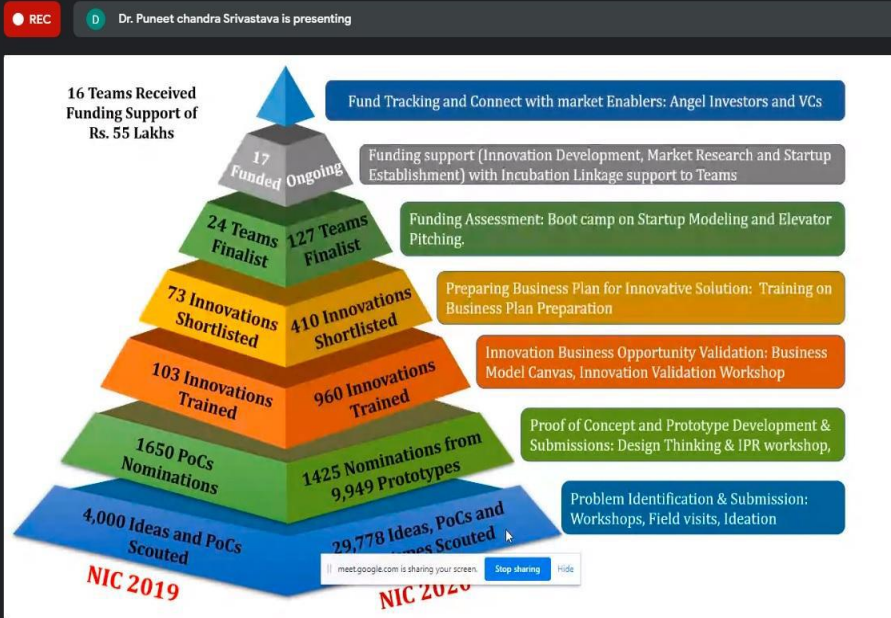 REC
D
Dr. Puneet chandra Srivastava is presenting
16 Teams Received
Funding Support of
Rs. 55 Lakhs
Fund Tracking and Connect with market Enablers: Angel Investors and VCs
17
Funded
Ongoing
Funding support (Innovation Development, Market Research and Startup
Establishment) with Incubation Linkage support to Teams
24 Teams
Finalist
127 Teams
Finalist
Funding Assessment: Boot camp on Startup Modeling and Elevator
Pitching.
73 Innovations
Shortlisted
410 Innovations
Shortlisted
Preparing Business Plan for Innovative Solution: Training on
Business Plan Preparation
103 Innovations
Trained
960 Innovations
Trained
Innovation Business Opportunity Validation: Business
Model Canvas, Innovation Validation Workshop
1650 PoCs
Nominations
1425 Nominations from
9,949 Prototypes
Proof of Concept and Prototype Development &
Submissions: Design Thinking & IPR workshop,
4,000 Ideas and PoCs
Scouted
29,778 Ideas, PoCs and
Scouted
Problem Identification & Submission:
Workshops, Field visits, Ideation
meet.google.com is sharing your screen.
Stop sharing
Hide
NIC 2019
NIC 2020